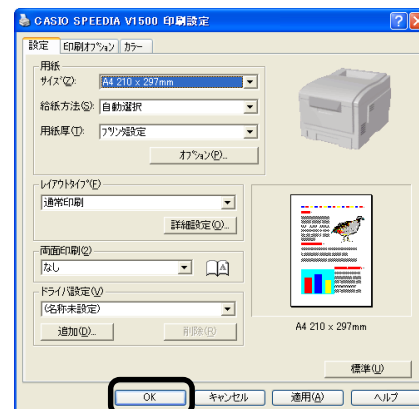 CASIO SPEEDIA V1500 印刷設定
設定 印刷オプション カラー
用紙
サイズ(Z): A4 210 x 297mm
給紙方法(S): 自動選択
用紙厚(T): プリンタ設定
オプション(P)...
レイアウトタイプ(E)
通常印刷
詳細設定(O)...
両面印刷(2)
なし
ドライバ設定(V)
(名称未設定)
追加(D)... 削除(R)
A4 210 x 297mm
標準(U)
OK キャンセル 適用(A) ヘルプ